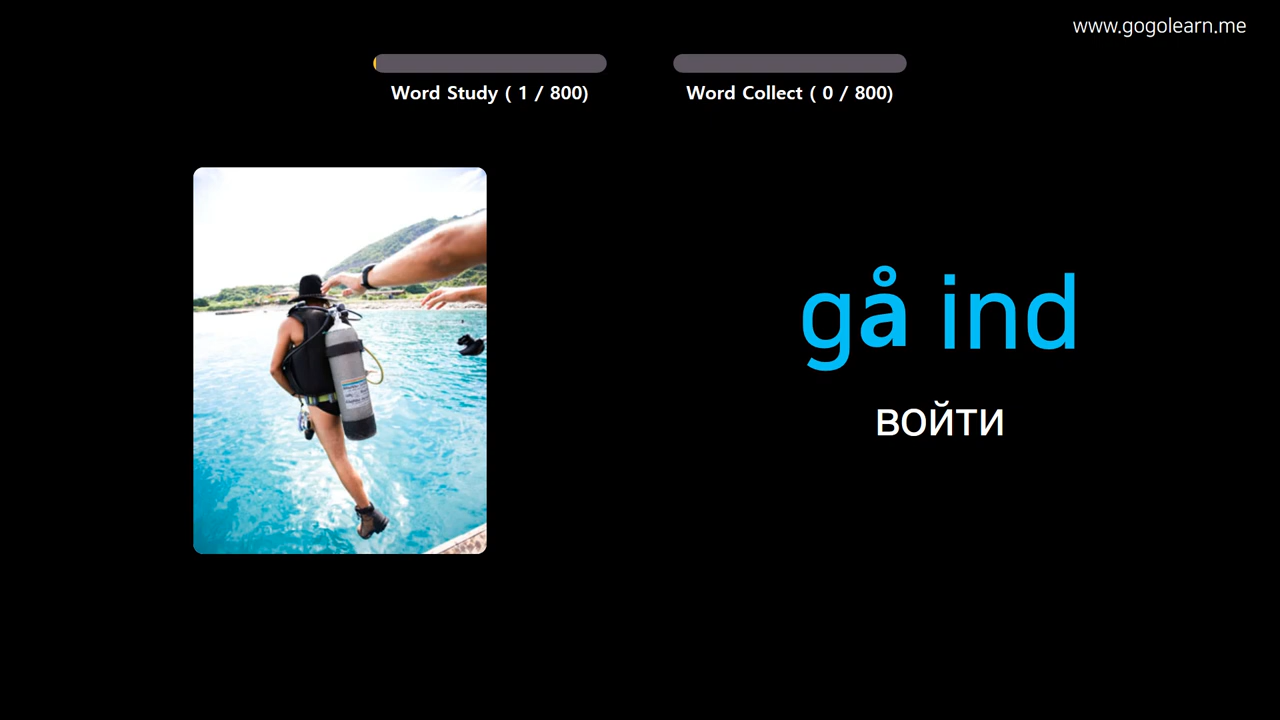 www.gogolearn.me
Word Study ( 1 / 800)
Word Collect ( 0 / 800)
gå ind
войти